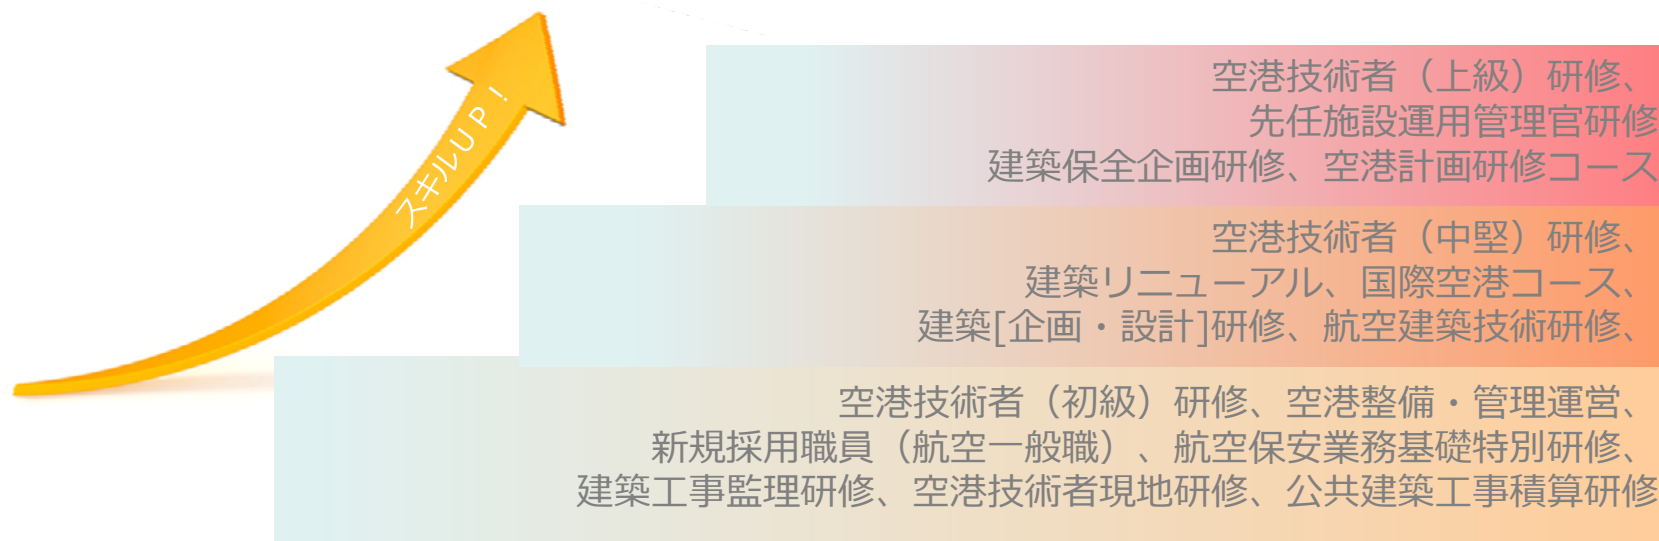 スキルUP！
空港技術者（上級）研修、
先任施設運用管理官研修
建築保全企画研修、空港計画研修コース
空港技術者（中堅）研修、
建築リニューアル、国際空港コース、
建築[企画・設計]研修、航空建築技術研修、
空港技術者（初級）研修、空港整備・管理運営、
新規採用職員（航空一般職）、航空保安業務基礎特別研修、
建築工事監理研修、空港技術者現地研修、公共建築工事積算研修